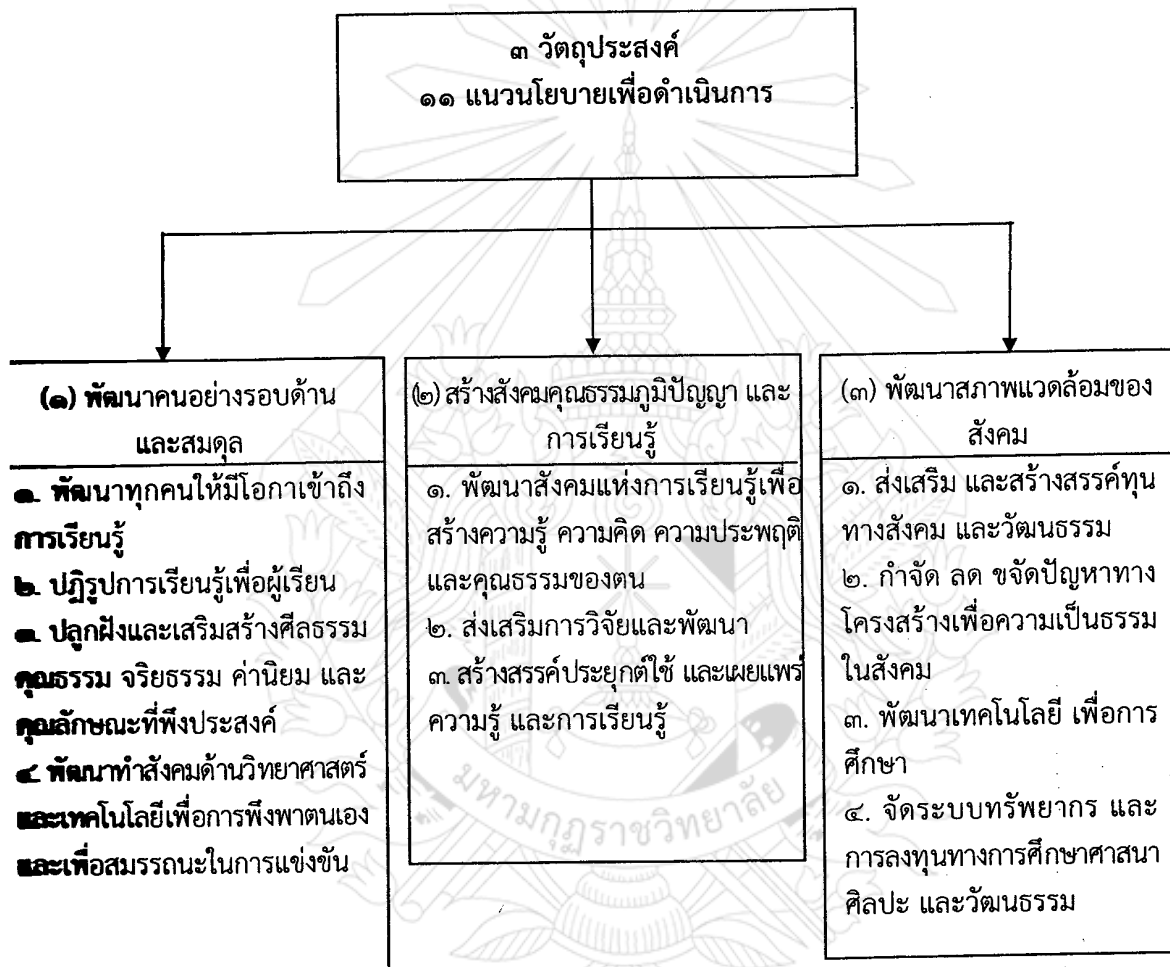 ๓ วัตถุประสงค์
๑๑ แนวนโยบายเพื่อดำเนินการ
(๑) พัฒนาคนอย่างรอบด้าน
และสมดุล
๑. พัฒนาทุกคนให้มีโอกาเข้าถึง
การเรียนรู้
๒. ปฏิรูปการเรียนรู้เพื่อผู้เรียน
๑. ปลูกฝังและเสริมสร้างศีลธรรม
คุณธรรม จริยธรรม ค่านิยม และ
คุณลักษณะที่พึงประสงค์
๔ พัฒนาทำสังคมด้านวิทยาศาสตร์
และเทคโนโลยีเพื่อการพึงพาตนเอง
และเพื่อสมรรถนะในการแข่งขัน
(๒) สร้างสังคมคุณธรรมภูมิปัญญา และ
การเรียนรู้
๑. พัฒนาสังคมแห่งการเรียนรู้เพื่อ
สร้างความรู้ ความคิด ความประพฤติ
และคุณธรรมของตน
๒. ส่งเสริมการวิจัยและพัฒนา
๓. สร้างสรรค์ประยุกต์ใช้ และเผยแพร่
ความรู้ และการเรียนรู้
(๓) พัฒนาสภาพแวดล้อมของ
สังคม
๑. ส่งเสริม และสร้างสรรค์ทุน
ทางสังคม และวัฒนธรรม
๒. กำจัด ลด ขจัดปัญหาทาง
โครงสร้างเพื่อความเป็นธรรม
ในสังคม
๓. พัฒนาเทคโนโลยี เพื่อการ
ศึกษา
๔. จัดระบบทรัพยากร และ
การลงทุนทางการศึกษาศาสนา
ศิลปะ และวัฒนธรรม
มหามกุฏราชวิทยาลัย